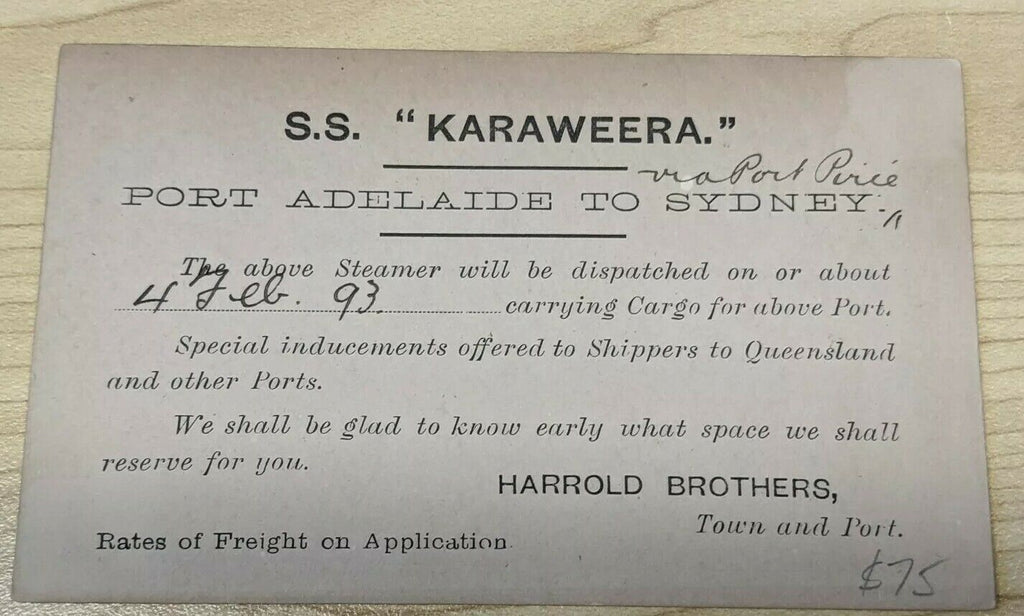 S.S. "KARAWEERA."
via Port Pirie
PORT ADELAIDE TO SYDNEY.
The above Steamer will be dispatched on or about
4 Feb. 93. carrying Cargo for above Port.
Special inducements offered to Shippers to Queensland
and other Ports.
We shall be glad to know early what space we shall
reserve for you.
HARROLD BROTHERS,
Town and Port.
Rates of Freight on Application.
$75